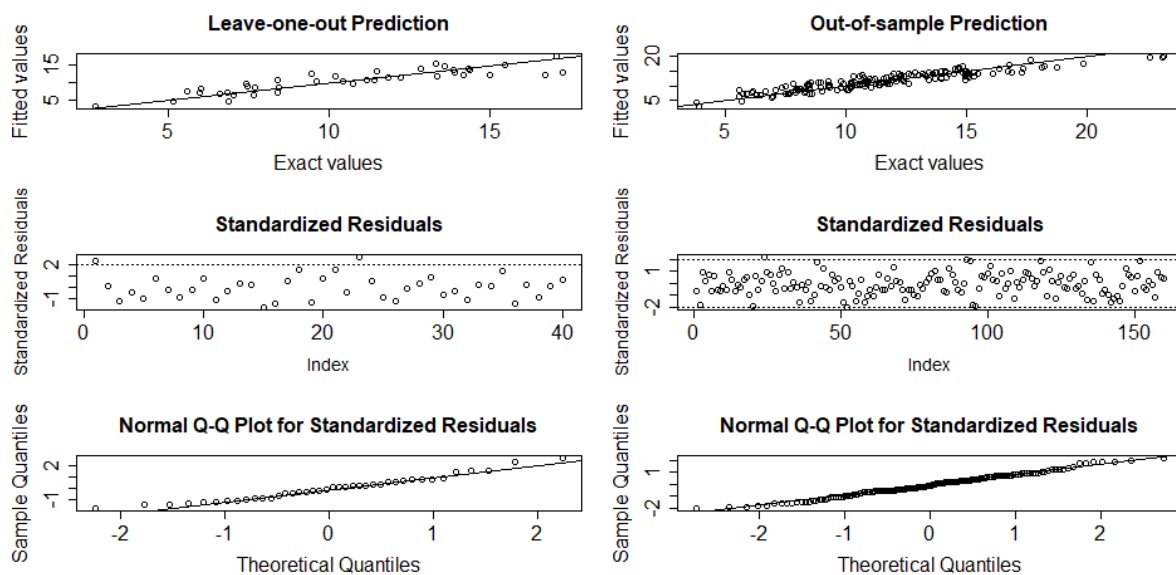 Leave-one-out Prediction
Fitted values
15
5
5 10 15
Exact values
Out-of-sample Prediction
Fitted values
20
5
5 10 15 20
Exact values
Standardized Residuals
Standardized Residuals
2
-1
0 10 20 30 40
Index
Standardized Residuals
Standardized Residuals
1
-2
0 50 100 150
Index
Normal Q-Q Plot for Standardized Residuals
Sample Quantiles
2
-1
-2 -1 0 1 2
Theoretical Quantiles
Normal Q-Q Plot for Standardized Residuals
Sample Quantiles
1
-2
-2 -1 0 1 2
Theoretical Quantiles